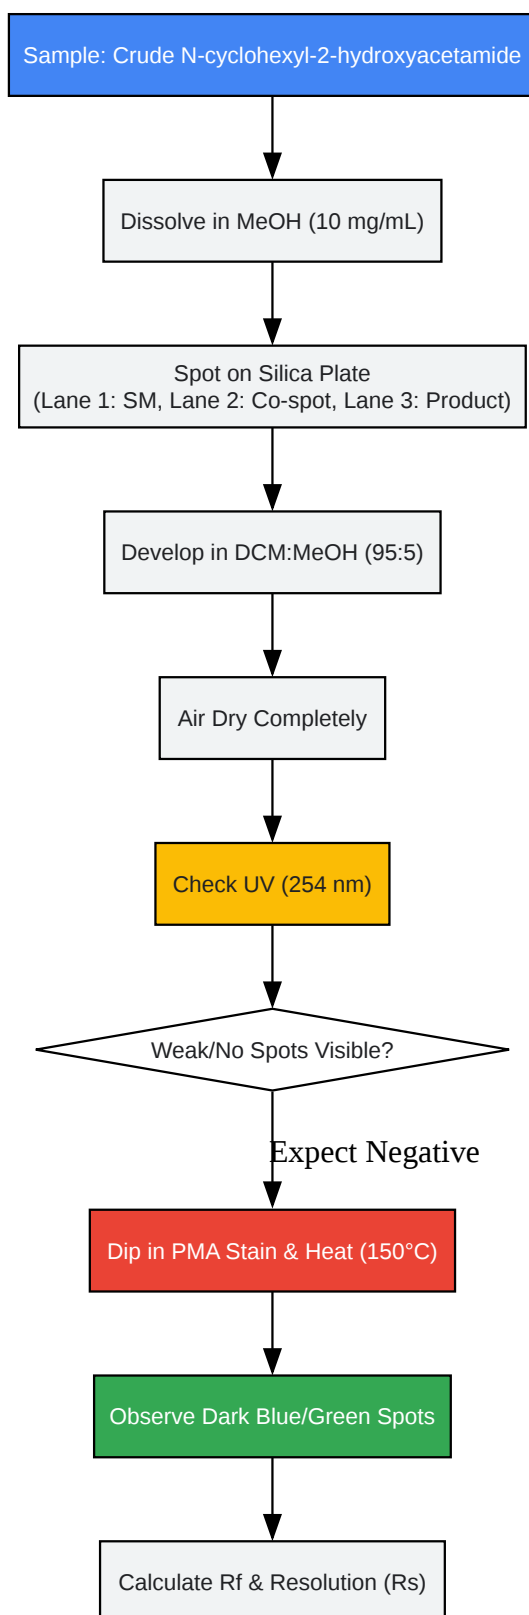 Sample: Crude N-cyclohexyl-2-hydroxyacetamide
Dissolve in MeOH (10 mg/mL)
Spot on Silica Plate
(Lane 1: SM, Lane 2: Co-spot, Lane 3: Product)
Develop in DCM:MeOH (95:5)
Air Dry Completely
Check UV (254 nm)
Weak/No Spots Visible?
Expect Negative
Dip in PMA Stain & Heat (150°C)
Observe Dark Blue/Green Spots
Calculate Rf & Resolution (Rs)